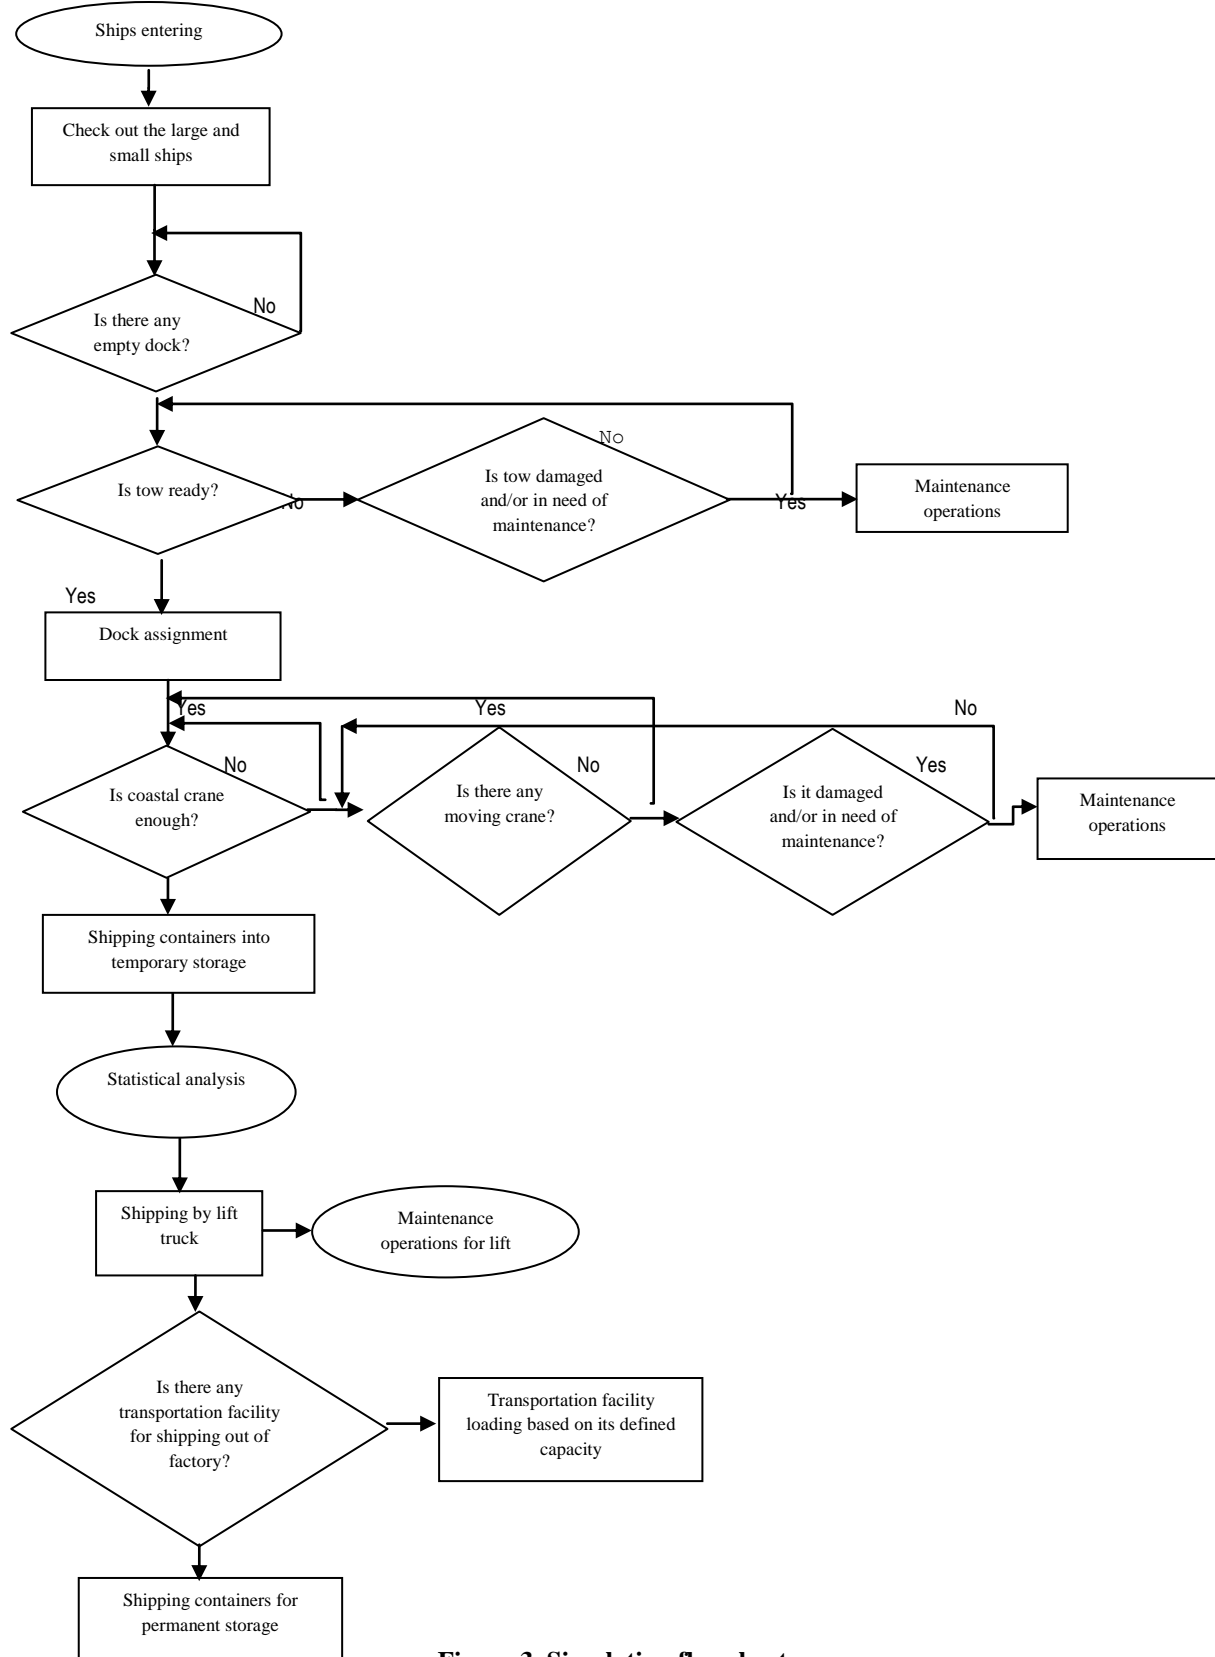 Ships entering
Check out the large and
small ships
No
Is there any
empty dock?
No
Is tow ready?
No
Is tow damaged
and/or in need of
maintenance?
Yes
Maintenance
operations
Yes
Dock assignment
Yes
Yes
No
No
Is coastal crane
enough?
No
Is there any
moving crane?
Yes
Is it damaged
and/or in need of
maintenance?
Maintenance
operations
Shipping containers into
temporary storage
Statistical analysis
Shipping by lift
truck
Maintenance
operations for lift
Is there any
transportation facility
for shipping out of
factory?
Transportation facility
loading based on its defined
capacity
Shipping containers for
permanent storage
Figure 3. Simulation flowchart